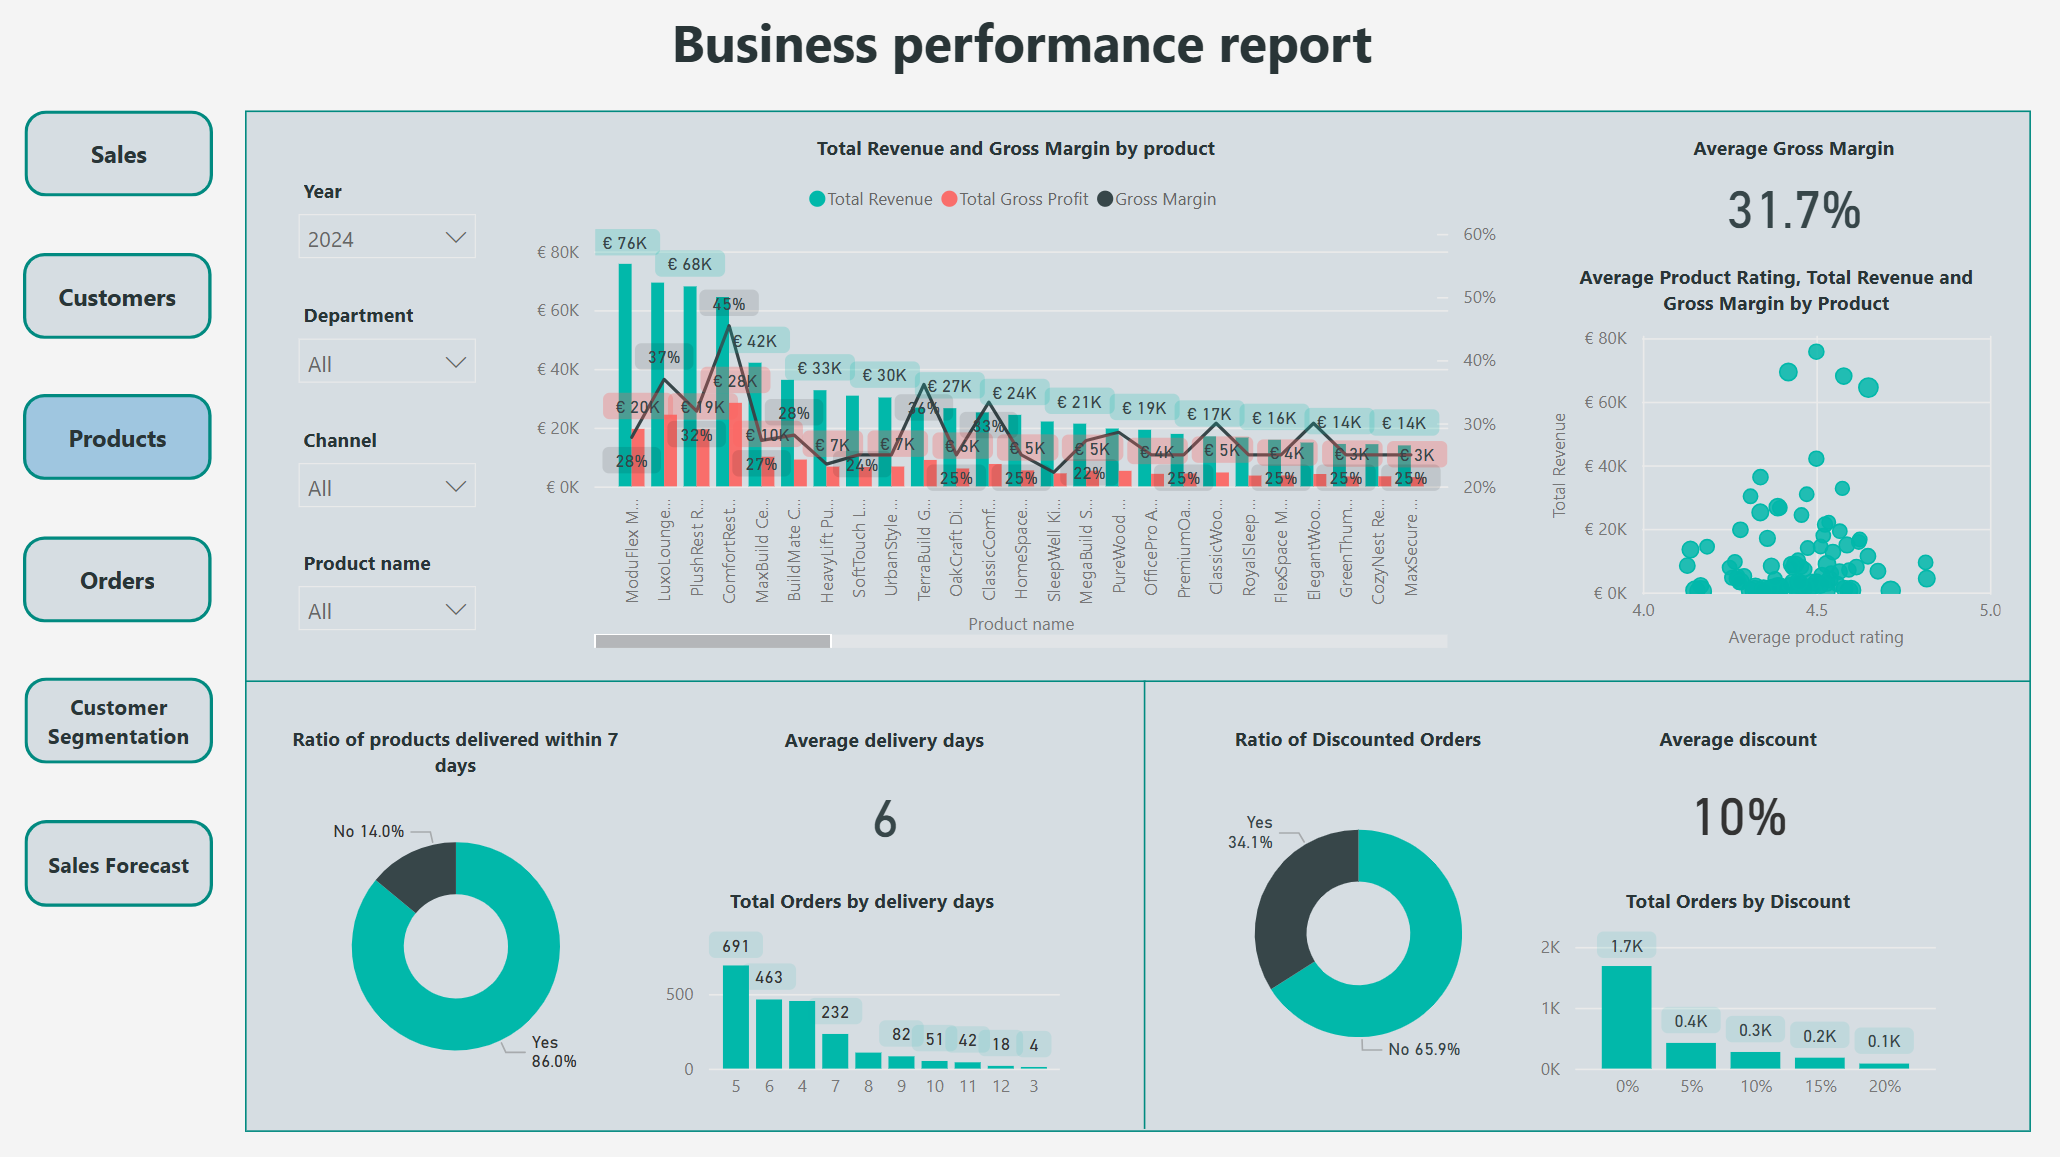 Business performance report
Sales
Customers
Products
Orders
Customer
Segmentation
Sales Forecast
Year
2024
Department
All
Channel
All
Product name
All
Total Revenue and Gross Margin by product
Total Revenue Total Gross Profit Gross Margin
€ 80K
€ 60K
€ 40K
€ 20K
€ 0K
60%
50%
40%
30%
20%
€ 76K
€ 68K
€ 42K
€ 33K
€ 30K
€ 27K
€ 24K
€ 21K
€ 19K
€ 17K
€ 16K
€ 14K
€ 14K
€ 20K
€ 19K
€ 28K
€ 10K
€ 7K
€ 7K
€ 6K
€ 5K
€ 5K
€ 4K
€ 5K
€ 4K
€ 3K
€ 3K
28%
37%
32%
45%
27%
28%
24%
36%
25%
33%
25%
22%
25%
25%
25%
25%
ModuFlex M...
LuxoLounge...
PlushRest R...
ComfortRest...
MaxBuild Ce...
BuildMate C...
HeavyLift Pu...
SoftTouch L...
UrbanStyle ...
TerraBuild G...
OakCraft Di...
ClassicComf...
HomeSpace...
SleepWell Ki...
MegaBuild S...
PureWood ...
OfficePro A...
PremiumOa...
ClassicWoo...
RoyalSleep ...
FlexSpace M...
ElegantWoo...
GreenThum...
CozyNest Re...
MaxSecure ...
Product name
Average Gross Margin
31.7%
Average Product Rating, Total Revenue and
Gross Margin by Product
Total Revenue
€ 80K
€ 60K
€ 40K
€ 20K
€ 0K
4.0 4.5 5.0
Average product rating
Ratio of products delivered within 7
days
No 14.0%
Yes
86.0%
Average delivery days
6
Total Orders by delivery days
500
0
691
463
232
82
51
42
18
4
5 6 4 7 8 9 10 11 12 3
Ratio of Discounted Orders
Yes
34.1%
No 65.9%
Average discount
10%
Total Orders by Discount
2K
1K
0K
1.7K
0.4K
0.3K
0.2K
0.1K
0% 5% 10% 15% 20%